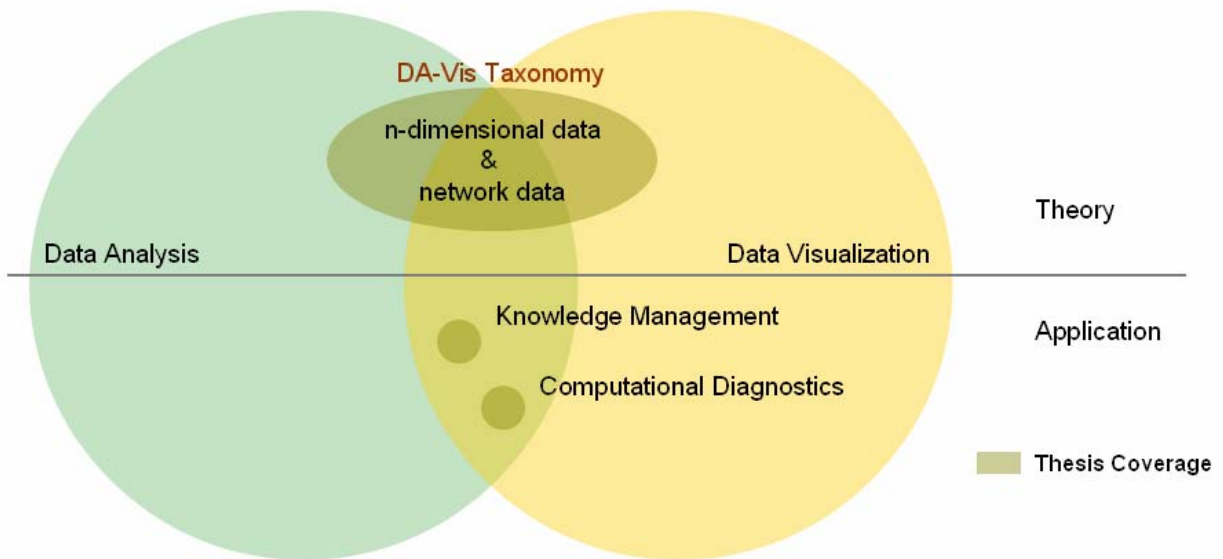 DA-Vis Taxonomy
n-dimensional data
&
network data
Theory
Data Analysis
Data Visualization
Knowledge Management
Application
Computational Diagnostics
Thesis Coverage